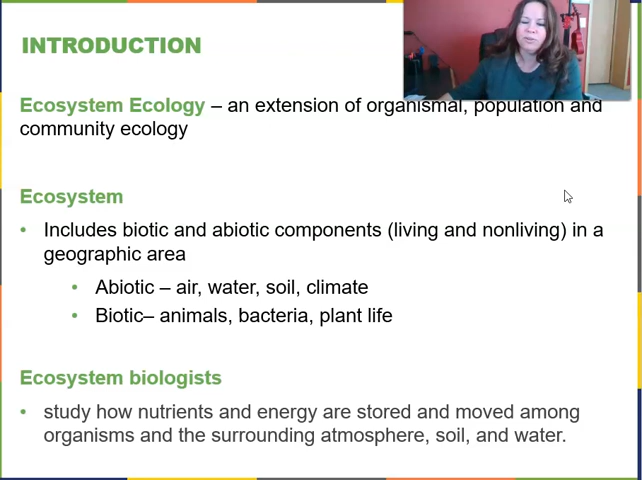 INTRODUCTION
Ecosystem Ecology – an extension of organismal, population and
community ecology
Ecosystem
• Includes biotic and abiotic components (living and nonliving) in a
geographic area
• Abiotic – air, water, soil, climate
• Biotic– animals, bacteria, plant life
Ecosystem biologists
• study how nutrients and energy are stored and moved among
organisms and the surrounding atmosphere, soil, and water.